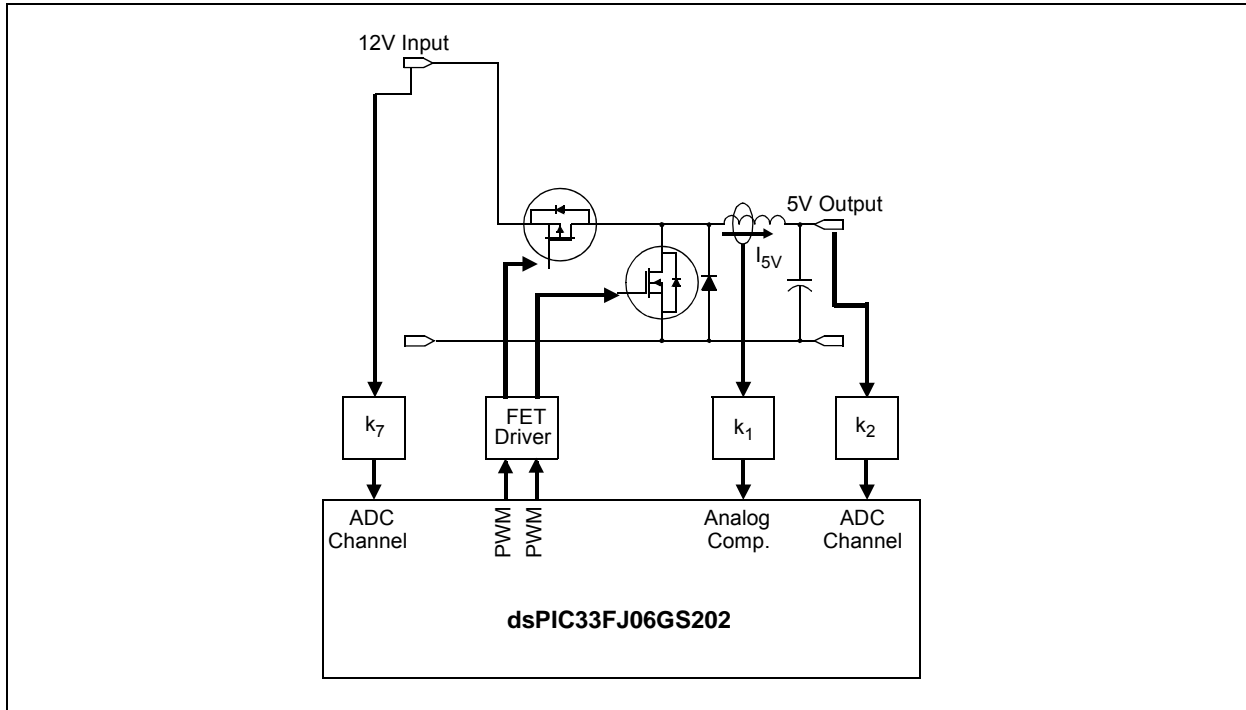 12V Input
5V Output
I5V
k7
FET
Driver
k1
k2
ADC
Channel
PWM
PWM
Analog
Comp.
ADC
Channel
dsPIC33FJ06GS202